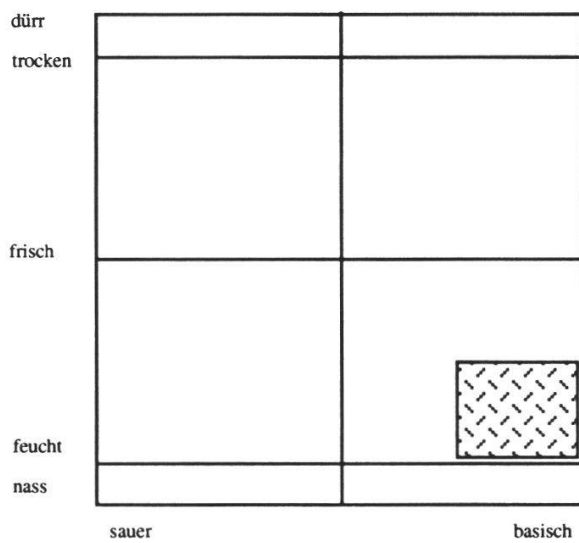 dürr
trocken
frisch
feucht
nass
sauer basisch